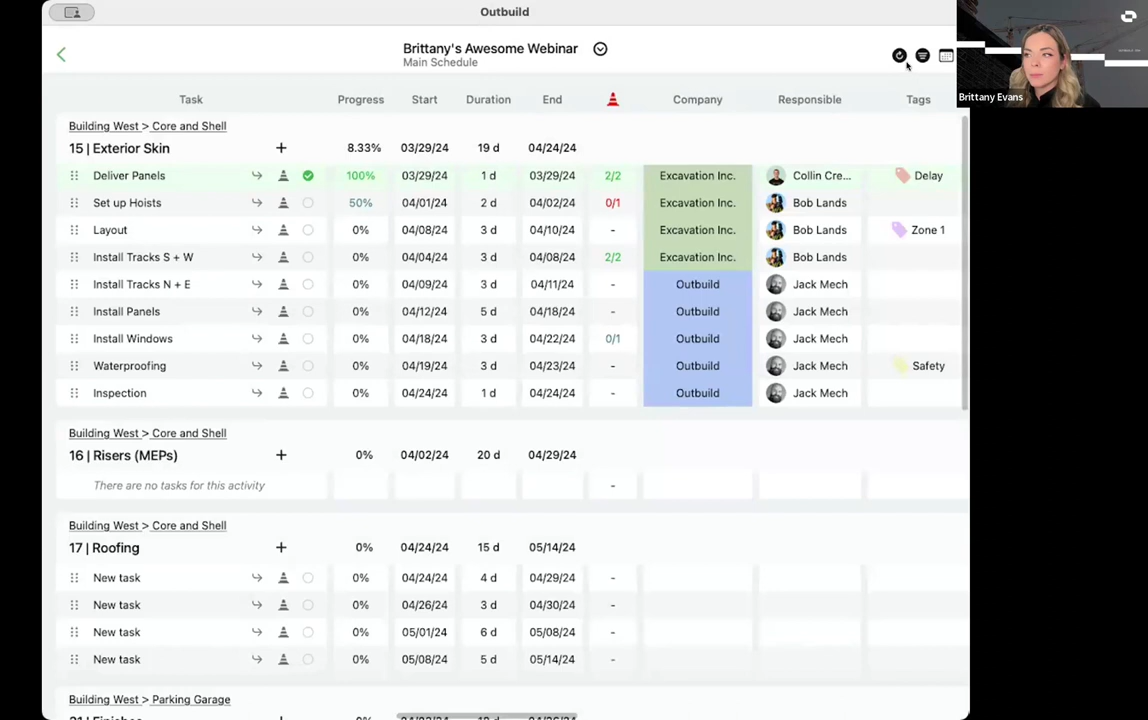 Outbuild
Brittany's Awesome Webinar
Main Schedule
Brittany Evans
Task Progress Start Duration End Company Responsible Tags
Building West > Core and Shell
15 | Exterior Skin + 8.33% 03/29/24 19 d 04/24/24
Deliver Panels 100% 03/29/24 1 d 03/29/24 2/2 Excavation Inc. Collin Cre... Delay
Set up Hoists 50% 04/01/24 2 d 04/02/24 0/1 Excavation Inc. Bob Lands
Layout 0% 04/08/24 3 d 04/10/24 - Excavation Inc. Bob Lands Zone 1
Install Tracks S + W 0% 04/04/24 3 d 04/08/24 2/2 Excavation Inc. Bob Lands
Install Tracks N + E 0% 04/09/24 3 d 04/11/24 - Outbuild Jack Mech
Install Panels 0% 04/12/24 5 d 04/18/24 - Outbuild Jack Mech
Install Windows 0% 04/18/24 3 d 04/22/24 0/1 Outbuild Jack Mech
Waterproofing 0% 04/19/24 3 d 04/23/24 - Outbuild Jack Mech Safety
Inspection 0% 04/24/24 1 d 04/24/24 - Outbuild Jack Mech
Building West > Core and Shell
16 | Risers (MEPs) + 0% 04/02/24 20 d 04/29/24
There are no tasks for this activity -
Building West > Core and Shell
17 | Roofing + 0% 04/24/24 15 d 05/14/24
New task 0% 04/24/24 4 d 04/29/24 -
New task 0% 04/26/24 3 d 04/30/24 -
New task 0% 05/01/24 6 d 05/08/24 -
New task 0% 05/08/24 5 d 05/14/24 -
Building West > Parking Garage